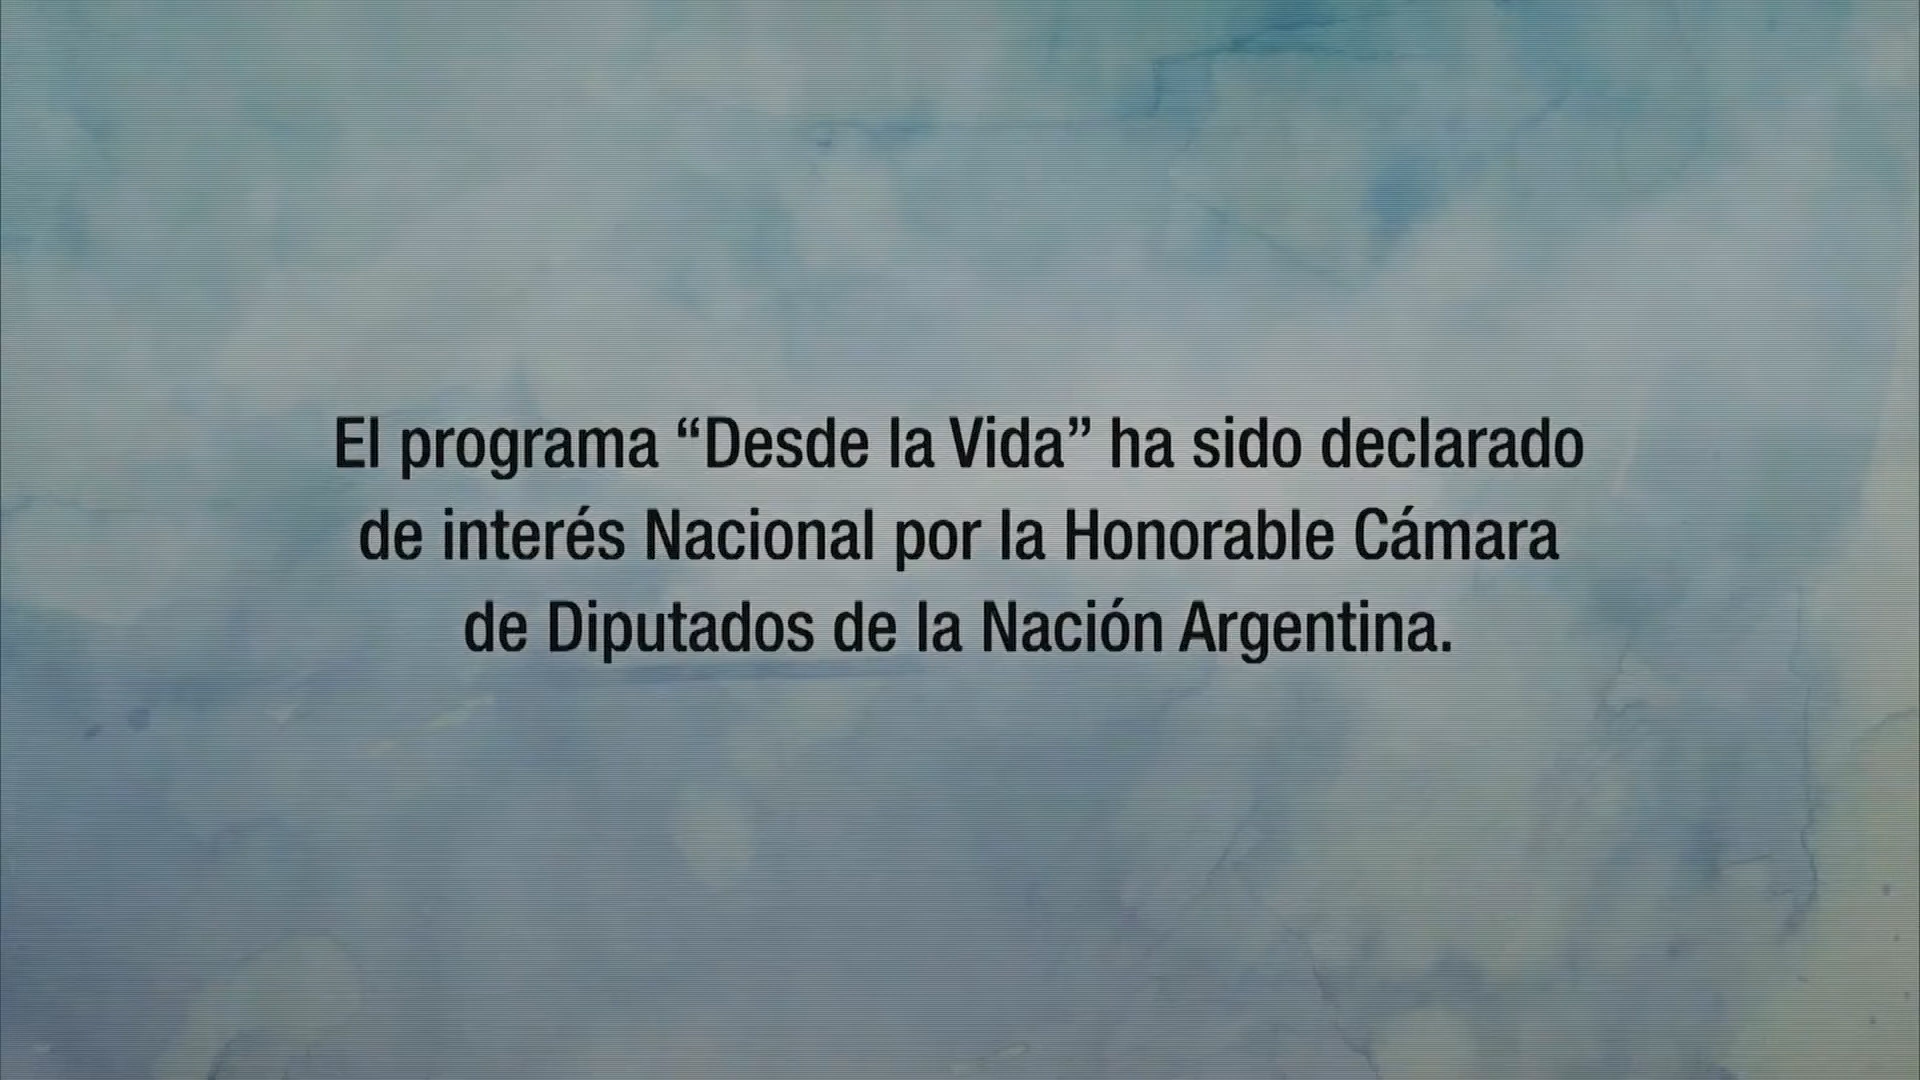 El programa “Desde la Vida” ha sido declarado
de interés Nacional por la Honorable Cámara
de Diputados de la Nación Argentina.